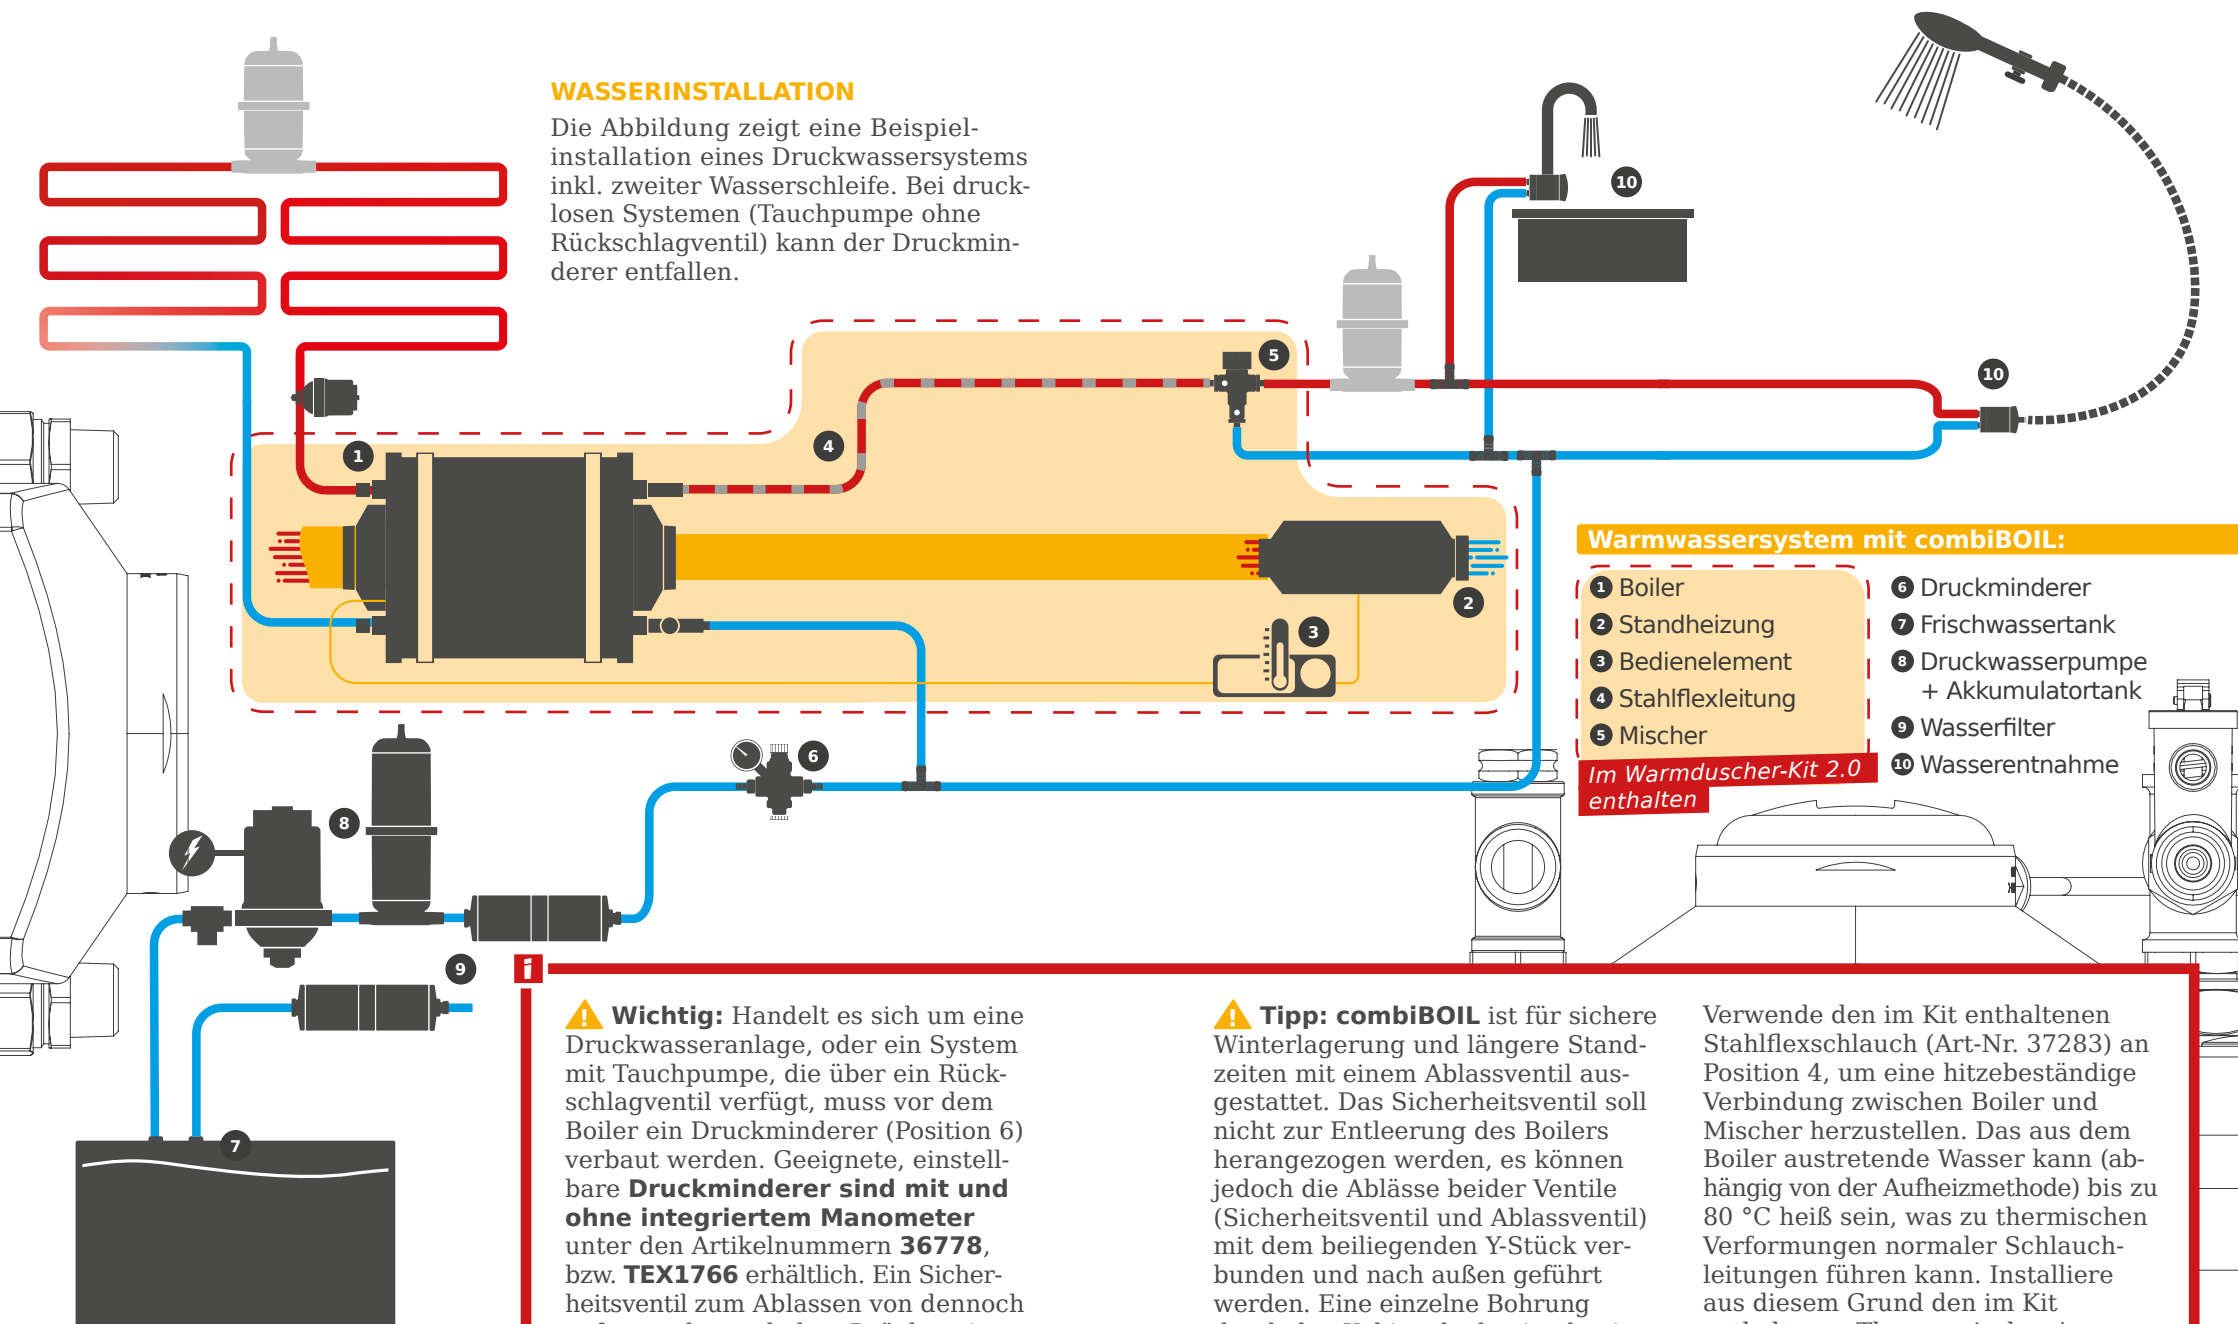 WASSERINSTALLATION
Die Abbildung zeigt eine Beispiel-
installation eines Druckwassersystems
inkl. zweiter Wasserschleife. Bei druck-
losen Systemen (Tauchpumpe ohne
Rückschlagventil) kann der Druckmin-
derer entfallen.
10
5
10
4
1
2
3
6
8
9
7
Warmwassersystem mit combiBOIL:
1 Boiler
2 Standheizung
3 Bedienelement
4 Stahlflexleitung
5 Mischer
Im Warmduscher-Kit 2.0
enthalten
6 Druckminderer
7 Frischwassertank
8 Druckwasserpumpe
+ Akkumulatortank
9 Wasserfilter
10 Wasserentnahme
i
Wichtig: Handelt es sich um eine
Druckwasseranlage, oder ein System
mit Tauchpumpe, die über ein Rück-
schlagventil verfügt, muss vor dem
Boiler ein Druckminderer (Position 6)
verbaut werden. Geeignete, einstell-
bare Druckminderer sind mit und
ohne integriertem Manometer
unter den Artikelnummern 36778,
bzw. TEX1766 erhältlich. Ein Sicher-
heitsventil zum Ablassen von dennoch
Tipp: combiBOIL ist für sichere
Winterlagerung und längere Stand-
zeiten mit einem Ablassventil aus-
gestattet. Das Sicherheitsventil soll
nicht zur Entleerung des Boilers
herangezogen werden, es können
jedoch die Ablässe beider Ventile
(Sicherheitsventil und Ablassventil)
mit dem beiliegenden Y-Stück ver-
bunden und nach außen geführt
werden. Eine einzelne Bohrung
Verwende den im Kit enthaltenen
Stahlflexschlauch (Art-Nr. 37283) an
Position 4, um eine hitzebeständige
Verbindung zwischen Boiler und
Mischer herzustellen. Das aus dem
Boiler austretende Wasser kann (ab-
hängig von der Aufheizmethode) bis zu
80 °C heiß sein, was zu thermischen
Verformungen normaler Schlauch-
leitungen führen kann. Installiere
aus diesem Grund den im Kit